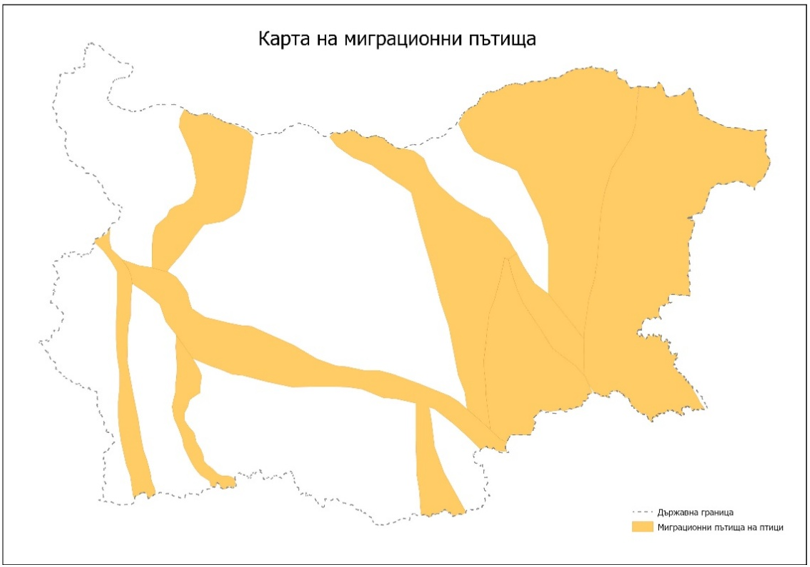 Карта на миграционни пътища
Държавна граница
Миграционни пътища на птици